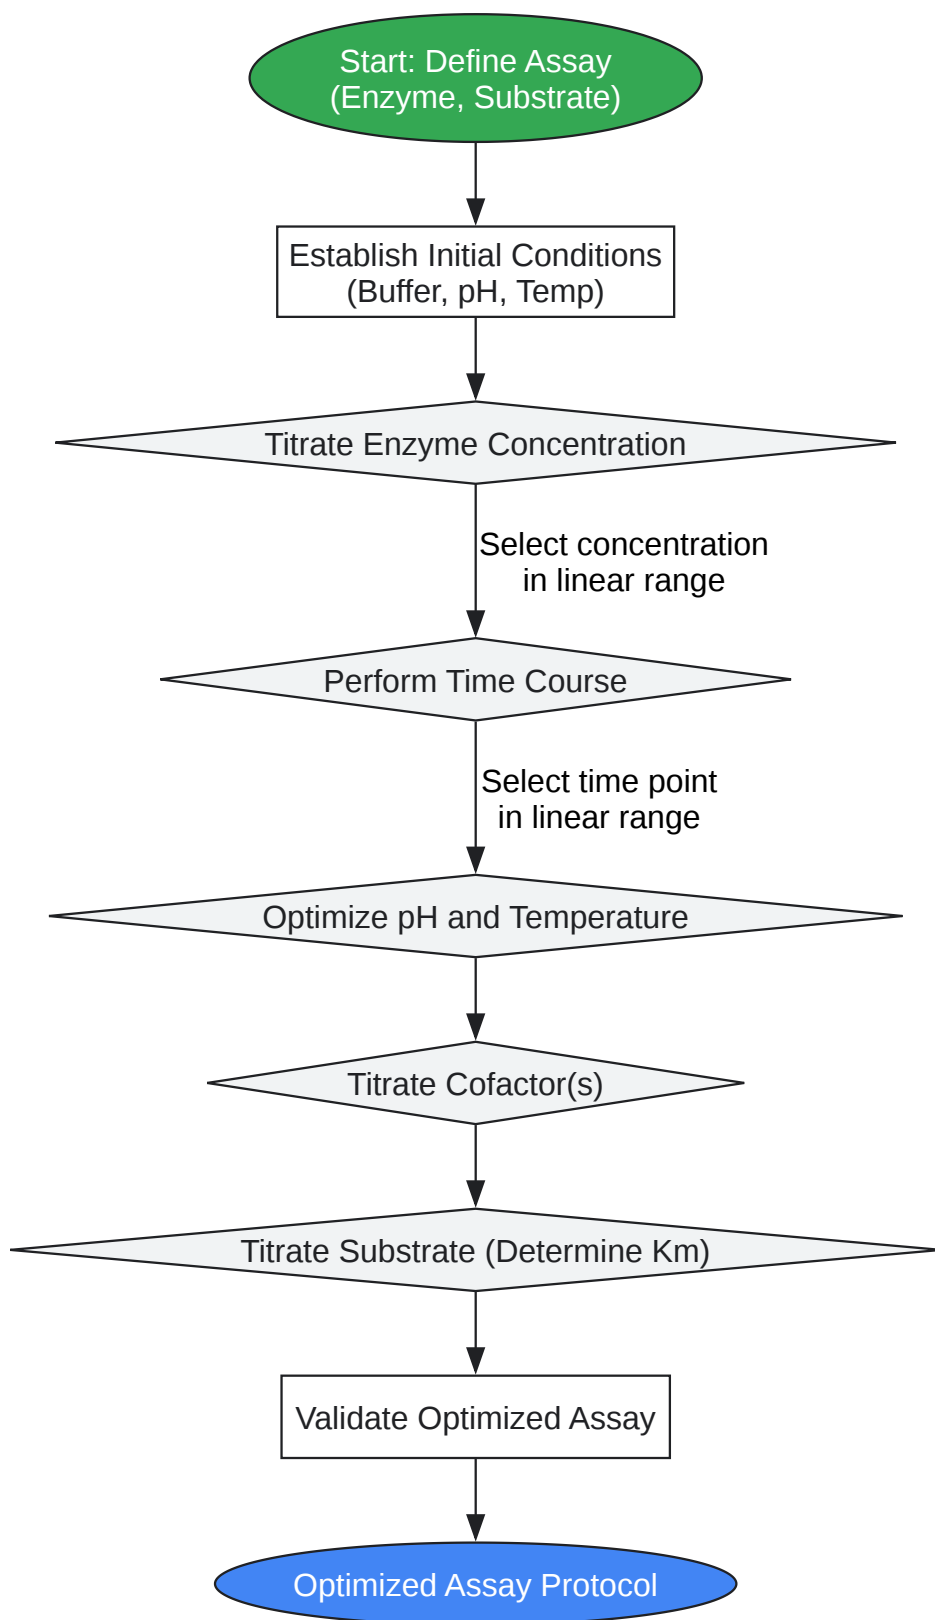 Start: Define Assay
(Enzyme, Substrate)
Establish Initial Conditions
(Buffer, pH, Temp)
Titrate Enzyme Concentration
Select concentration
in linear range
Perform Time Course
Select time point
in linear range
Optimize pH and Temperature
Titrate Cofactor(s)
Titrate Substrate (Determine Km)
Validate Optimized Assay
Optimized Assay Protocol